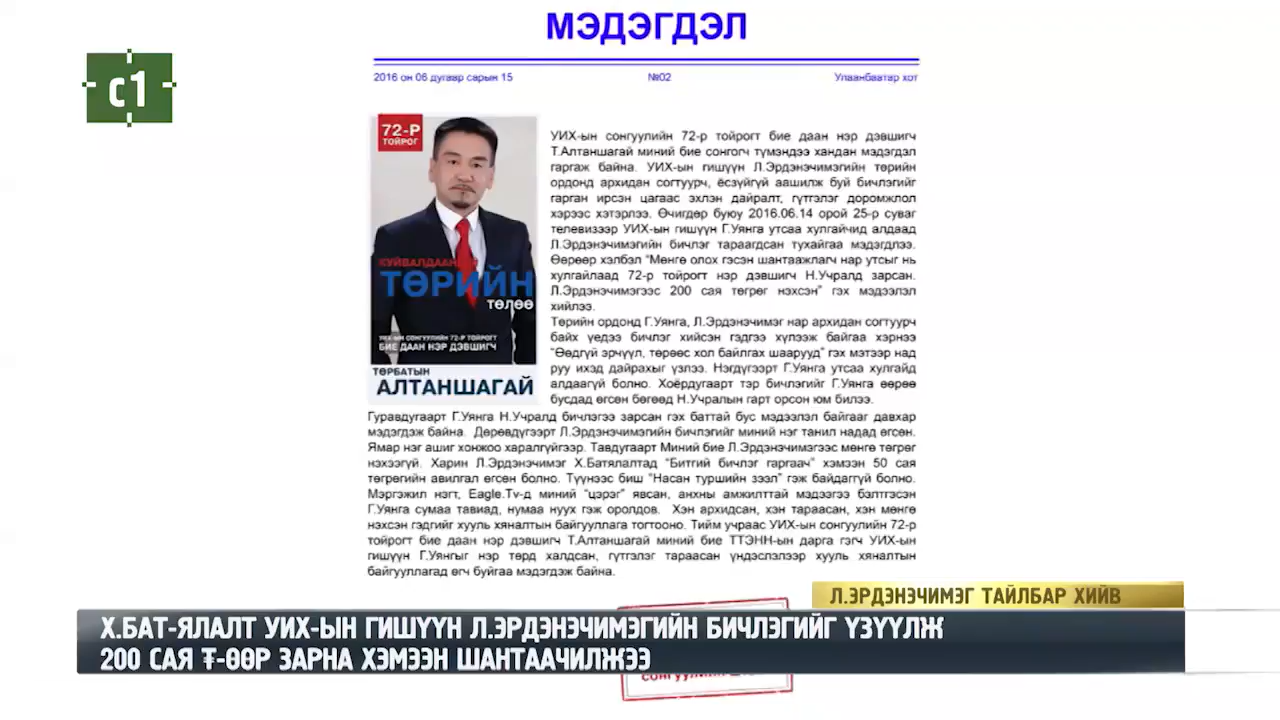 МЭДЭГДЭЛ
2016 он 06 дугаар сарын 15 №02 Улаанбаатар хот
c1
72-Р
ТОЙРОГ
КУЙВАЛДААНГҮЙ
ТӨРИЙН
ТӨЛӨӨ
УИХ-ЫН СОНГУУЛИЙН 72-Р ТОЙРОГТ
БИЕ ДААН НЭР ДЭВШИГЧ
ТӨРБАТЫН
АЛТАНШАГАЙ
УИХ-ын сонгуулийн 72-р тойрогт бие даан нэр дэвшигч
Т.Алтаншагай миний бие сонгогч түмэндээ хандан мэдэгдэл
гаргаж байна. УИХ-ын гишүүн Л.Эрдэнэчимэгийн төрийн
ордонд архидан согтуурч, ёсзүйгүй аашилж буй бичлэгийг
гарган ирсэн цагаас эхлэн дайралт, гүтгэлэг доромжлол
хэрээс хэтэрлээ. Өчигдөр буюу 2016.06.14 орой 25-р суваг
телевизээр УИХ-ын гишүүн Г.Уянга утсаа хулгайчид алдаад
Л.Эрдэнэчимэгийн бичлэг тараагдсан тухайгаа мэдэгдлээ.
Өөрөөр хэлбэл "Мөнгө олох гэсэн шантаажлагч нар утсыг нь
хулгайлаад 72-р тойрогт нэр дэвшигч Н.Учралд зарсан.
Л.Эрдэнэчимэгээс 200 сая төгрөг нэхсэн" гэх мэдээлэл
хийлээ.
Төрийн ордонд Г.Уянга, Л.Эрдэнэчимэг нар архидан согтуурч
байх үедээ бичлэг хийсэн гэдгээ хүлээж байгаа хэрнээ
"Өөдгүй эрчүүл, төрөөс хол байлгах шаарууд" гэх мэтээр над
руу ихэд дайрахыг үзлээ. Нэгдүгээрт Г.Уянга утсаа хулгайд
алдаагүй болно. Хоёрдугаарт тэр бичлэгийг Г.Уянга өөрөө
бусдад өгсөн бөгөөд Н.Учралын гарт орсон юм билээ.
Гуравдугаарт Г.Уянга Н.Учралд бичлэгээ зарсан гэх баттай бус мэдээлэл байгааг давхар
мэдэгдэж байна. Дөрөвдүгээрт Л.Эрдэнэчимэгийн бичлэгийг миний нэг танил надад өгсөн.
Ямар нэг ашиг хонжоо харалгүйгээр. Тавдугаарт Миний бие Л.Эрдэнэчимэгээс мөнгө төгрөг
нэхээгүй. Харин Л.Эрдэнэчимэг Х.Батялалтад "Битгий бичлэг гаргаач" хэмээн 50 сая
төгрөгийн авилгал өгсөн болно. Түүнээс биш "Насан туршийн зээл" гэж байдаггүй болно.
Мэргэжил нэгт, Eagle.Tv-д миний "цэрэг" явсан, анхны амжилттай мэдээгээ бэлтгэсэн
Г.Уянга сумаа тавиад, нумаа нуух гэж оролдов. Хэн архидсан, хэн тараасан, хэн мөнгө
нэхсэн гэдгийг хууль хяналтын байгууллага тогтооно. Тийм учраас УИХ-ын сонгуулийн 72-р
тойрогт бие даан нэр дэвшигч Т.Алтаншагай миний бие ТТЭНН-ын дарга гэгч УИХ-ын
гишүүн Г.Уянгыг нэр төрд халдсан, гүтгэлэг тараасан үндэслэлээр хууль хяналтын
байгууллагад өгч буйгаа мэдэгдэж байна.
Л.ЭРДЭНЭЧИМЭГ ТАЙЛБАР ХИЙВ
Х.БАТ-ЯЛАЛТ УИХ-ЫН ГИШҮҮН Л.ЭРДЭНЭЧИМЭГИЙН БИЧЛЭГИЙГ ҮЗҮҮЛЖ
200 САЯ ₮-ӨӨР ЗАРНА ХЭМЭЭН ШАНТААЧИЛЖЭЭ
СОНГУУЛИЙН